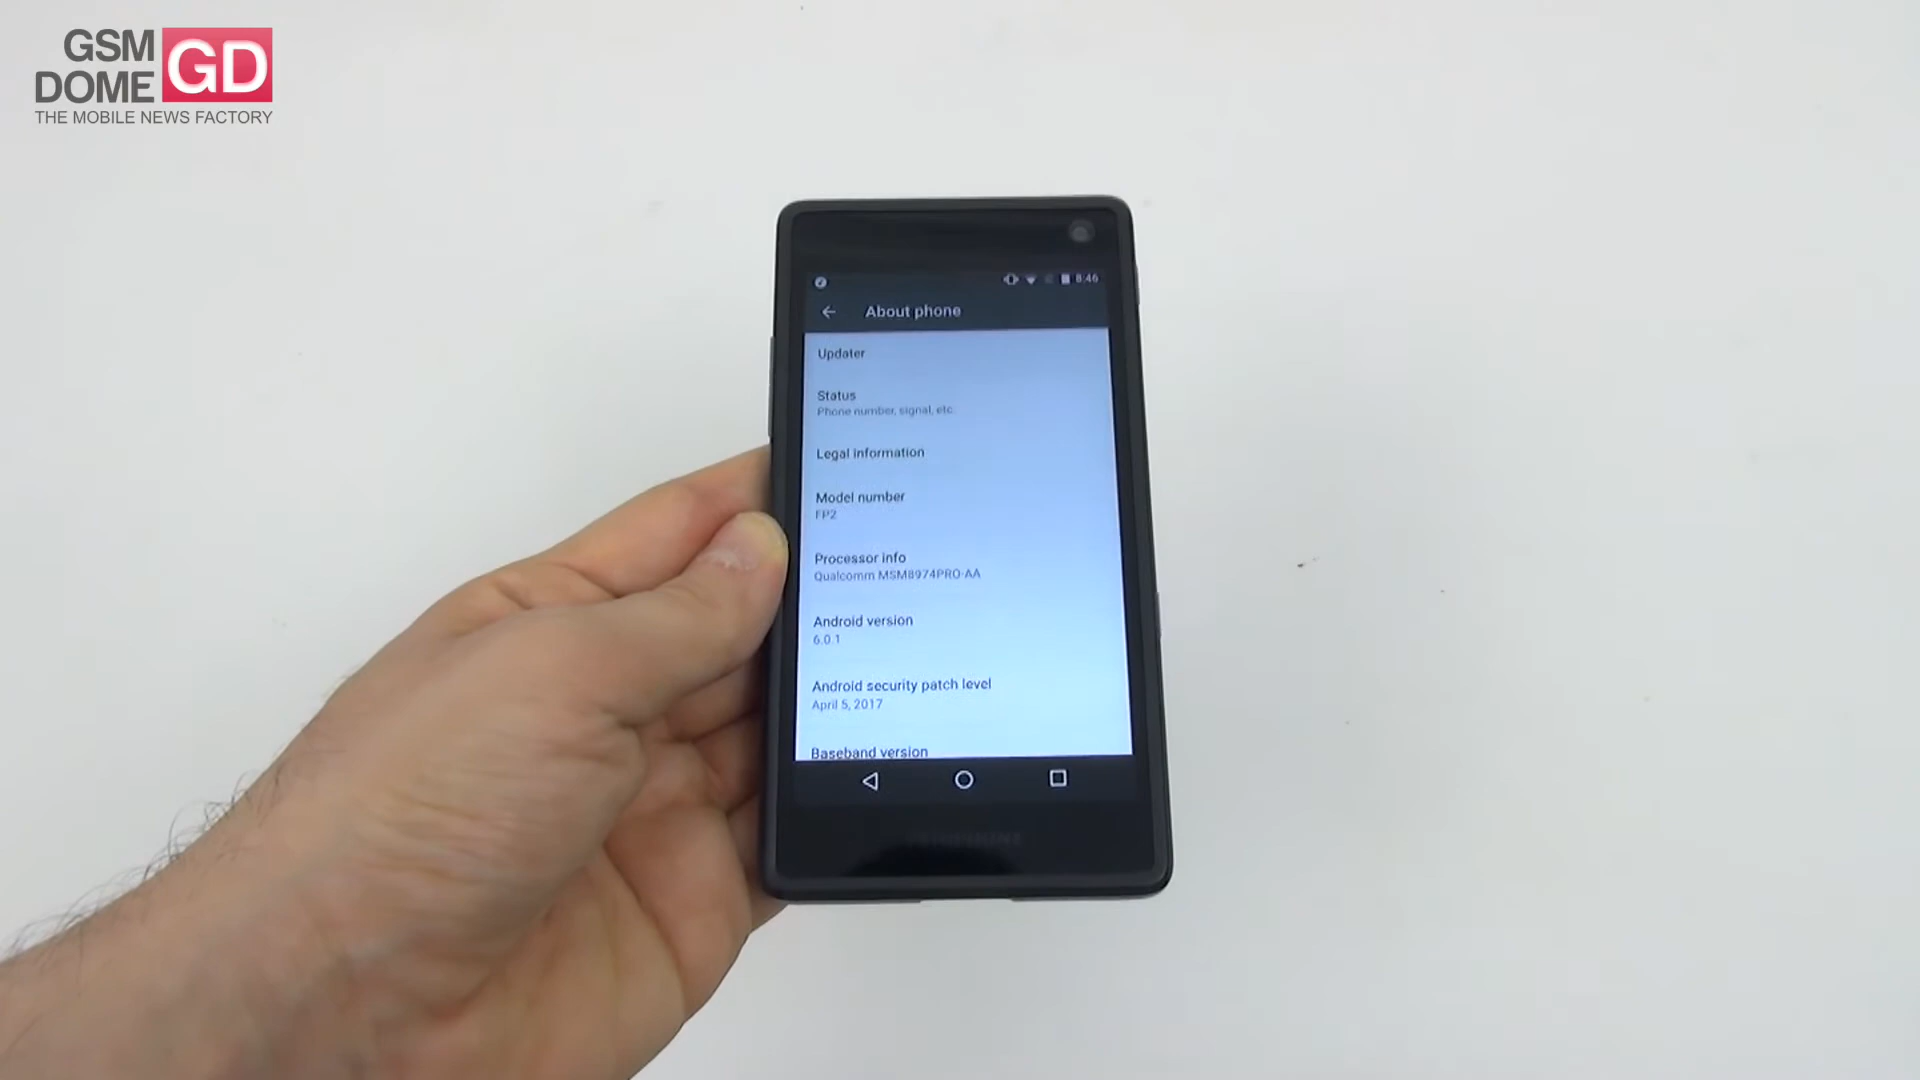 GSM
DOME
GD
THE MOBILE NEWS FACTORY
8:46
About phone
Updater
Status
Phone number, signal, etc.
Legal information
Model number
FP2
Processor info
Qualcomm MSM8974PRO-AA
Android version
6.0.1
Android security patch level
April 5, 2017
Baseband version